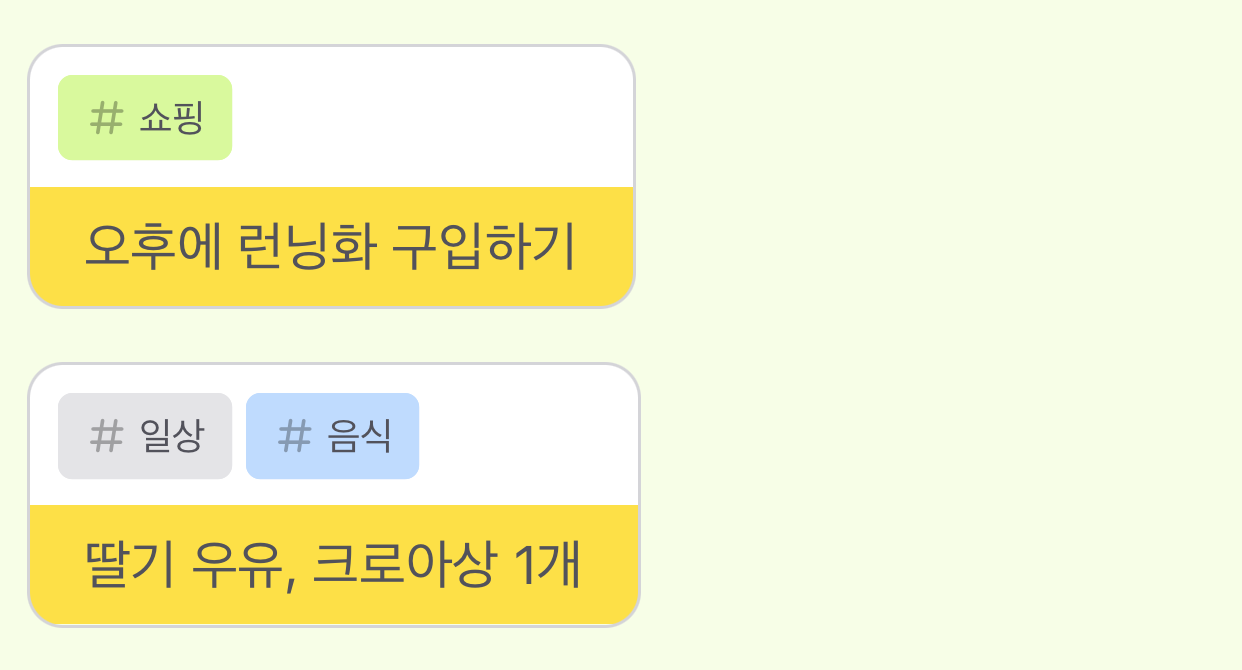 # 쇼핑
오후에 런닝화 구입하기
# 일상 # 음식
딸기 우유, 크로아상 1개